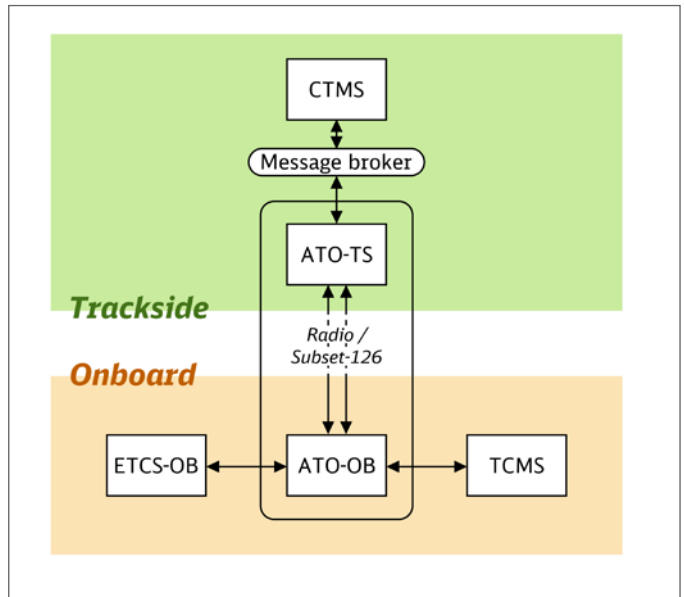 CTMS
Message broker
ATO-TS
Trackside
Radio /
Subset-126
Onboard
ETCS-OB
ATO-OB
TCMS